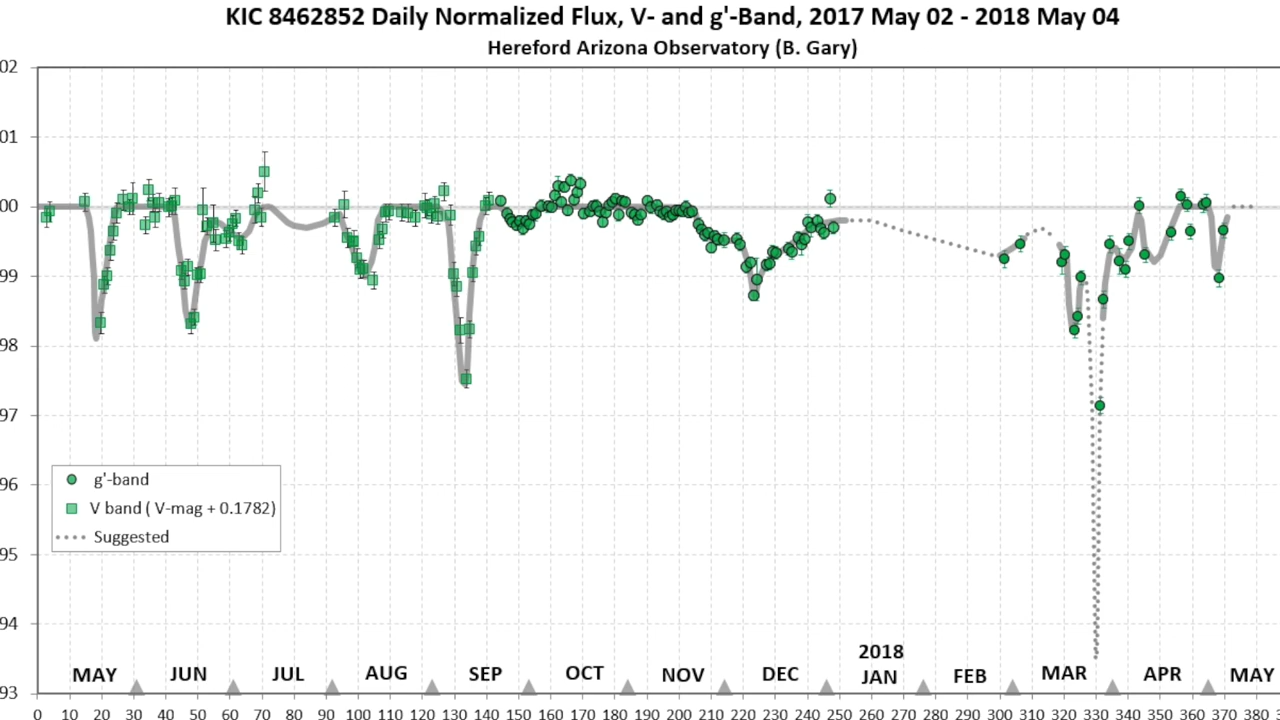 KIC 8462852 Daily Normalized Flux, V- and g'-Band, 2017 May 02 - 2018 May 04
Hereford Arizona Observatory (B. Gary)
02
01
00
99
98
97
96
95
94
93
g'-band
V band ( V-mag + 0.1782)
Suggested
2018
MAY JUN JUL AUG SEP OCT NOV DEC JAN FEB MAR APR MAY
0 10 20 30 40 50 60 70 80 90 100 110 120 130 140 150 160 170 180 190 200 210 220 230 240 250 260 270 280 290 300 310 320 330 340 350 360 370 380